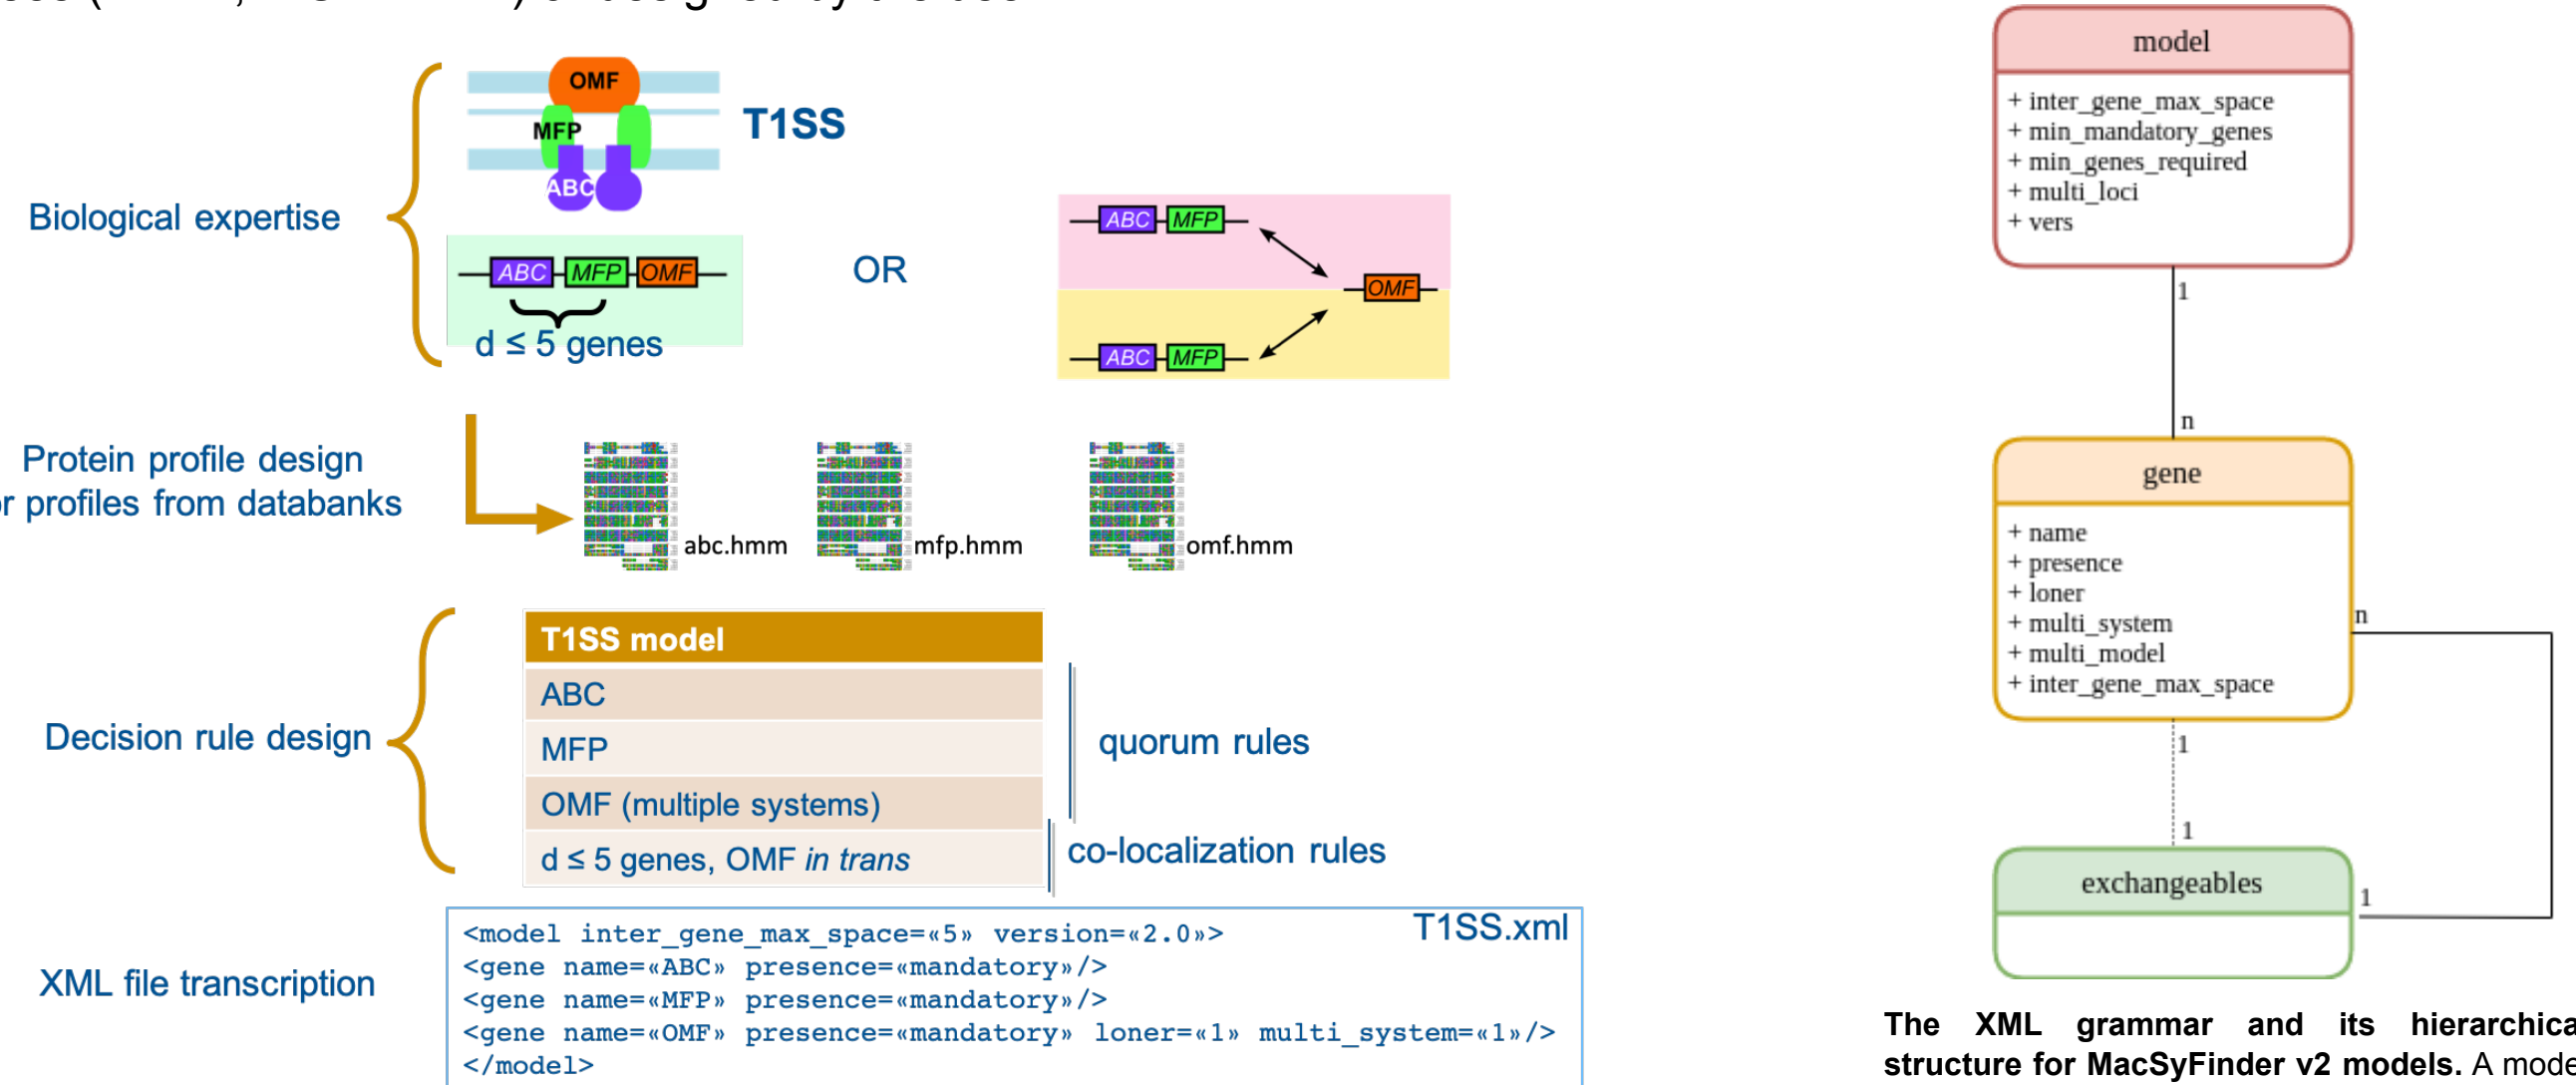 OMF
MFP
ABC
T1SS
Biological expertise
ABC MFP OMF
d ≤ 5 genes
OR
ABC MFP
OMF
ABC MFP
Protein profile design
r profiles from databanks
abc.hmm
mfp.hmm
omf.hmm
Decision rule design
T1SS model
ABC
MFP
OMF (multiple systems)
d ≤ 5 genes, OMF in trans
quorum rules
co-localization rules
XML file transcription
T1SS.xml
<model inter_gene_max_space=«5» version=«2.0»>
<gene name=«ABC» presence=«mandatory»/>
<gene name=«MFP» presence=«mandatory»/>
<gene name=«OMF» presence=«mandatory» loner=«1» multi_system=«1»/>
</model>
model
+ inter_gene_max_space
+ min_mandatory_genes
+ min_genes_required
+ multi_loci
+ vers
1
n
gene
+ name
+ presence
+ loner
+ multi_system
+ multi_model
+ inter_gene_max_space
n
1
1
exchangeables
1
The XML grammar and its hierarchica
structure for MacSyFinder v2 models. A mode